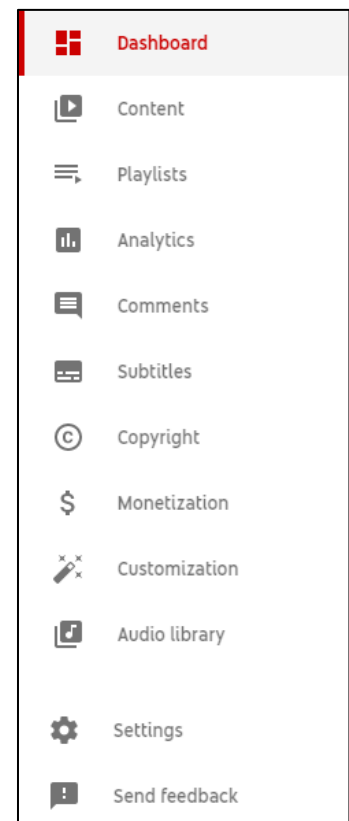 Dashboard
Content
Playlists
Analytics
Comments
Subtitles
Copyright
Monetization
Customization
Audio library
Settings
Send feedback